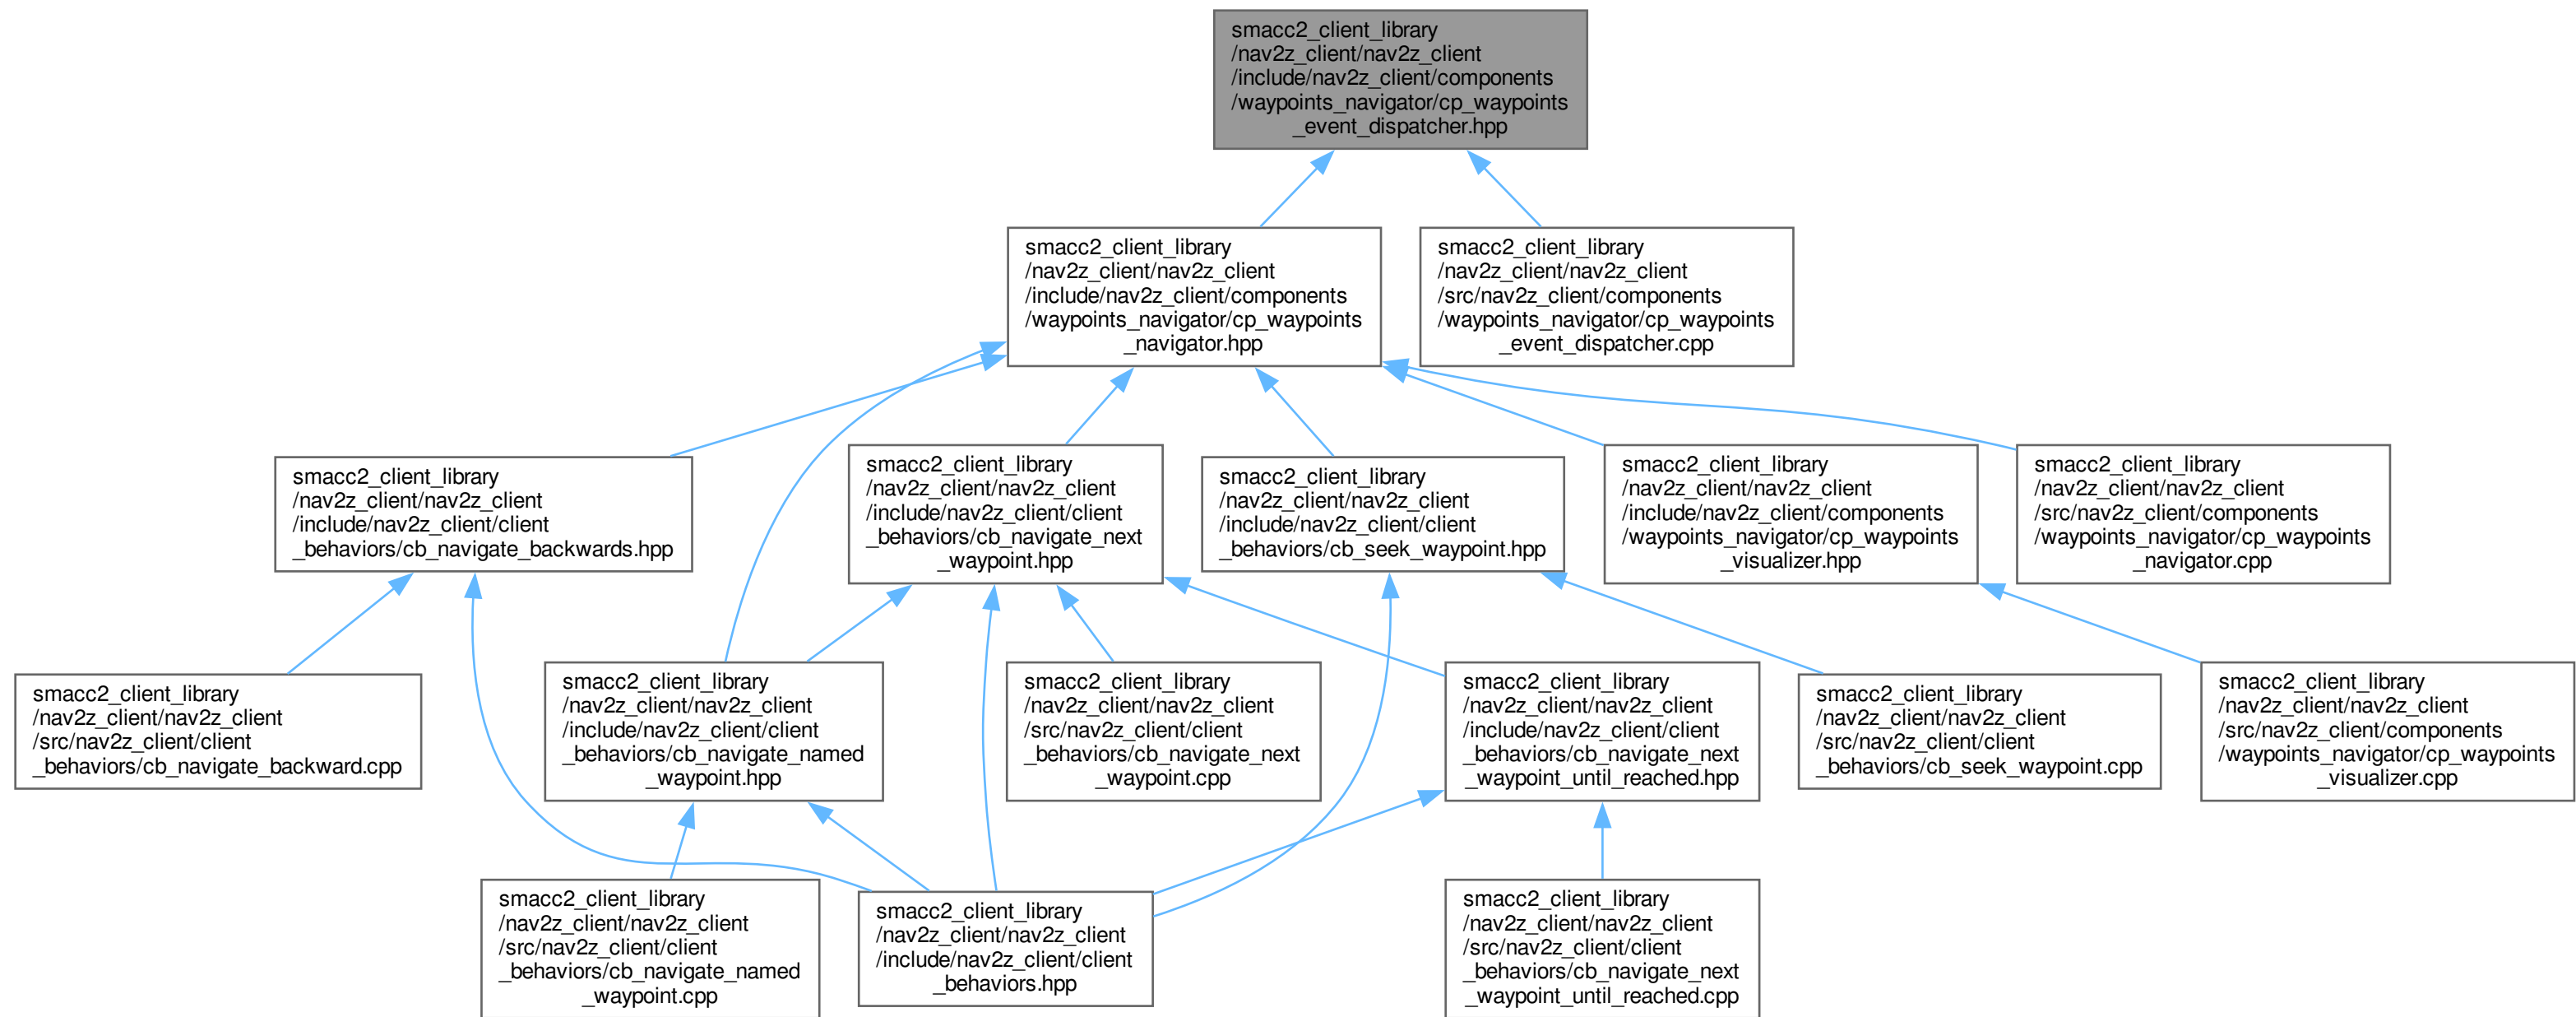 smacc2_client_library
/nav2z_client/nav2z_client
/include/nav2z_client/components
/waypoints_navigator/cp_waypoints
_event_dispatcher.hpp
smacc2_client_library
/nav2z_client/nav2z_client
/include/nav2z_client/components
/waypoints_navigator/cp_waypoints
_navigator.hpp
smacc2_client_library
/nav2z_client/nav2z_client
/src/nav2z_client/components
/waypoints_navigator/cp_waypoints
_event_dispatcher.cpp
smacc2_client_library
/nav2z_client/nav2z_client
/include/nav2z_client/client
_behaviors/cb_navigate_backwards.hpp
smacc2_client_library
/nav2z_client/nav2z_client
/include/nav2z_client/client
_behaviors/cb_navigate_next
_waypoint.hpp
smacc2_client_library
/nav2z_client/nav2z_client
/include/nav2z_client/client
_behaviors/cb_seek_waypoint.hpp
smacc2_client_library
/nav2z_client/nav2z_client
/include/nav2z_client/components
/waypoints_navigator/cp_waypoints
_visualizer.hpp
smacc2_client_library
/nav2z_client/nav2z_client
/src/nav2z_client/components
/waypoints_navigator/cp_waypoints
_navigator.cpp
smacc2_client_library
/nav2z_client/nav2z_client
/src/nav2z_client/client
_behaviors/cb_navigate_backward.cpp
smacc2_client_library
/nav2z_client/nav2z_client
/include/nav2z_client/client
_behaviors/cb_navigate_named
_waypoint.hpp
smacc2_client_library
/nav2z_client/nav2z_client
/src/nav2z_client/client
_behaviors/cb_navigate_next
_waypoint.cpp
smacc2_client_library
/nav2z_client/nav2z_client
/include/nav2z_client/client
_behaviors/cb_navigate_next
_waypoint_until_reached.hpp
smacc2_client_library
/nav2z_client/nav2z_client
/src/nav2z_client/client
_behaviors/cb_seek_waypoint.cpp
smacc2_client_library
/nav2z_client/nav2z_client
/src/nav2z_client/components
/waypoints_navigator/cp_waypoints
_visualizer.cpp
smacc2_client_library
/nav2z_client/nav2z_client
/src/nav2z_client/client
_behaviors/cb_navigate_named
_waypoint.cpp
smacc2_client_library
/nav2z_client/nav2z_client
/include/nav2z_client/client
_behaviors.hpp
smacc2_client_library
/nav2z_client/nav2z_client
/src/nav2z_client/client
_behaviors/cb_navigate_next
_waypoint_until_reached.cpp